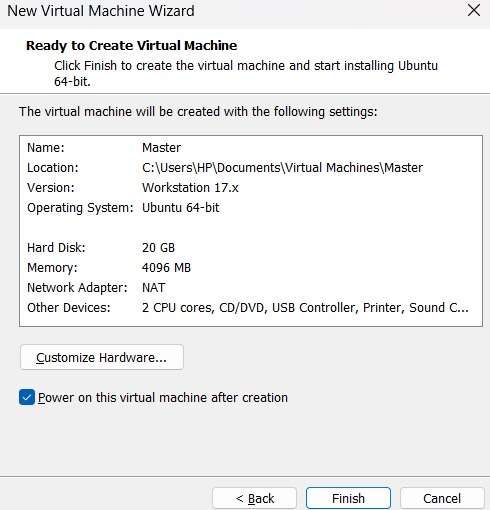 New Virtual Machine Wizard
Ready to Create Virtual Machine
Click Finish to create the virtual machine and start installing Ubuntu
64-bit.
The virtual machine will be created with the following settings:
Name: Master
Location: C:\Users\HP\Documents\Virtual Machines\Master
Version: Workstation 17.x
Operating System: Ubuntu 64-bit
Hard Disk: 20 GB
Memory: 4096 MB
Network Adapter: NAT
Other Devices: 2 CPU cores, CD/DVD, USB Controller, Printer, Sound C...
Customize Hardware...
Power on this virtual machine after creation
< Back
Finish
Cancel